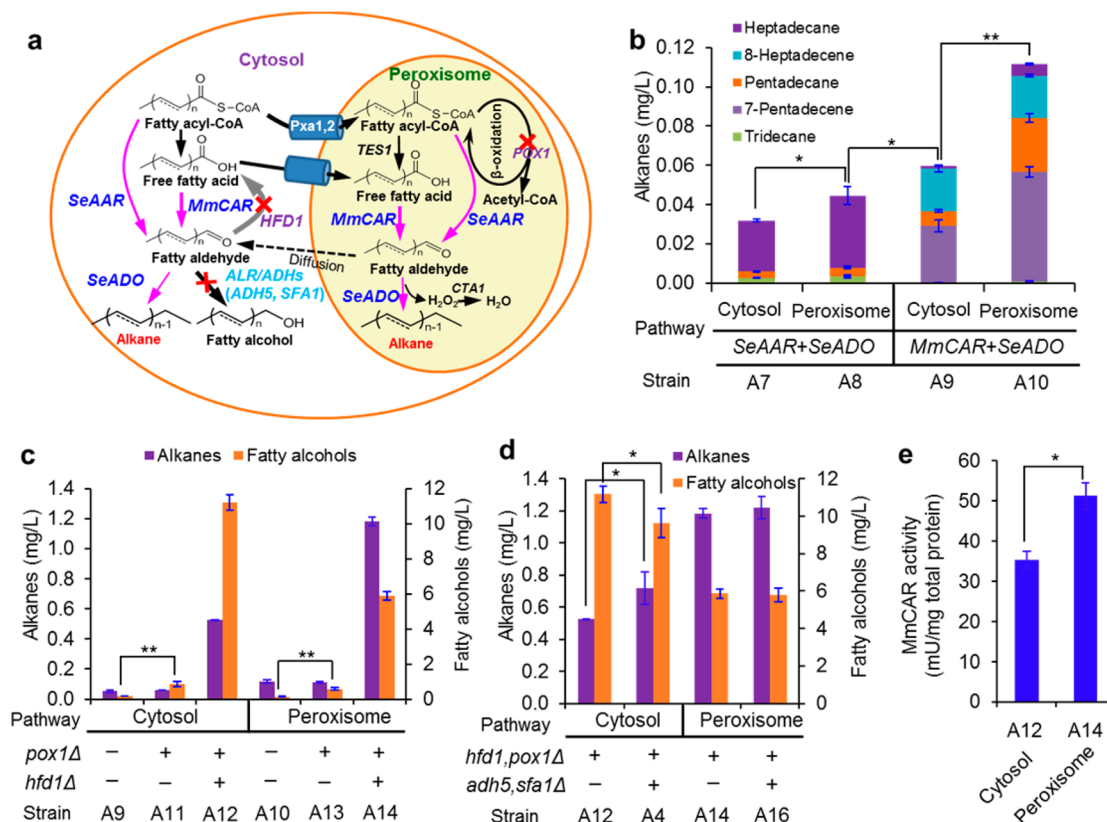 a
Cytosol
Peroxisome
O
S-CoA
n
Fatty acyl-CoA
Pxa1,2
O
S-CoA
n
Fatty acyl-CoA
β-oxidation
POX1
TES1
Acetyl-CoA
O
OH
n
Free fatty acid
O
OH
n
Free fatty acid
SeAAR
MmCAR
HFD1
MmCAR
SeAAR
n
O
Fatty aldehyde
Diffusion
n
O
Fatty aldehyde
SeADO
ALR/ADHs
(ADH5, SFA1)
SeADO
CTA1
H2O2
H2O
n-1
Alkane
n
OH
Fatty alcohol
n-1
Alkane
b
Heptadecane
8-Heptadecene
Pentadecane
7-Pentadecene
Tridecane
Alkanes (mg/L)
0.12
0.10
0.08
0.06
0.04
0.02
0.00
*
*
**
Cytosol Peroxisome Cytosol Peroxisome
Pathway
SeAAR+SeADO MmCAR+SeADO
Strain A7 A8 A9 A10
c
Alkanes Fatty alcohols
Alkanes (mg/L)
1.4
1.2
1.0
0.8
0.6
0.4
0.2
0.0
**
**
12
10
8
6
4
2
0
Fatty alcohols (mg/L)
Pathway Cytosol Peroxisome
pox1Δ – + + – + +
hfd1Δ – – + – – +
Strain A9 A11 A12 A10 A13 A14
d
Alkanes
Fatty alcohols
Alkanes (mg/L)
1.4
1.2
1.0
0.8
0.6
0.4
0.2
0.0
*
*
12
10
8
6
4
2
0
Fatty alcohols (mg/L)
Pathway Cytosol Peroxisome
hfd1,pox1Δ + + + +
adh5,sfa1Δ – + – +
Strain A12 A4 A14 A16
e
MmCAR activity
(mU/mg total protein)
60
50
40
30
20
10
0
*
A12 A14
Cytosol
Peroxisome